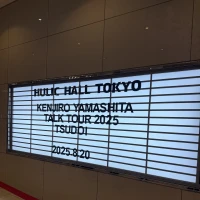 HULIC HALL TOKYO
KENJIRO YAMASHITA
TALK TOUR 2025
TSUDOI
2025.8.20